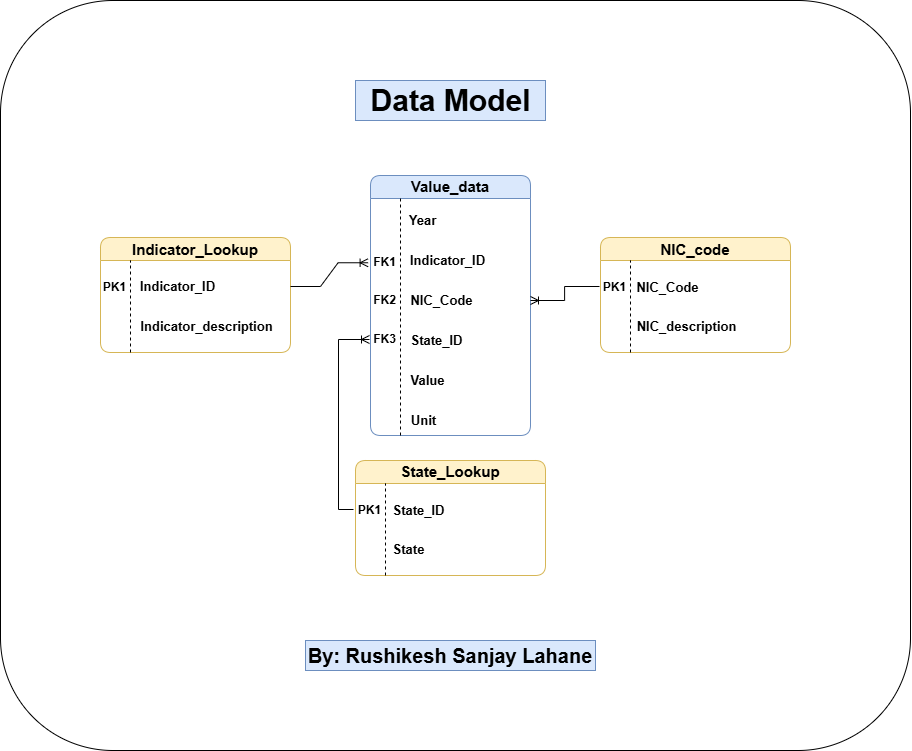 Data Model
Value_data
Year
FK1 Indicator_ID
FK2 NIC_Code
FK3 State_ID
Value
Unit
Indicator_Lookup
PK1 Indicator_ID
Indicator_description
NIC_code
PK1 NIC_Code
NIC_description
State_Lookup
PK1 State_ID
State
By: Rushikesh Sanjay Lahane